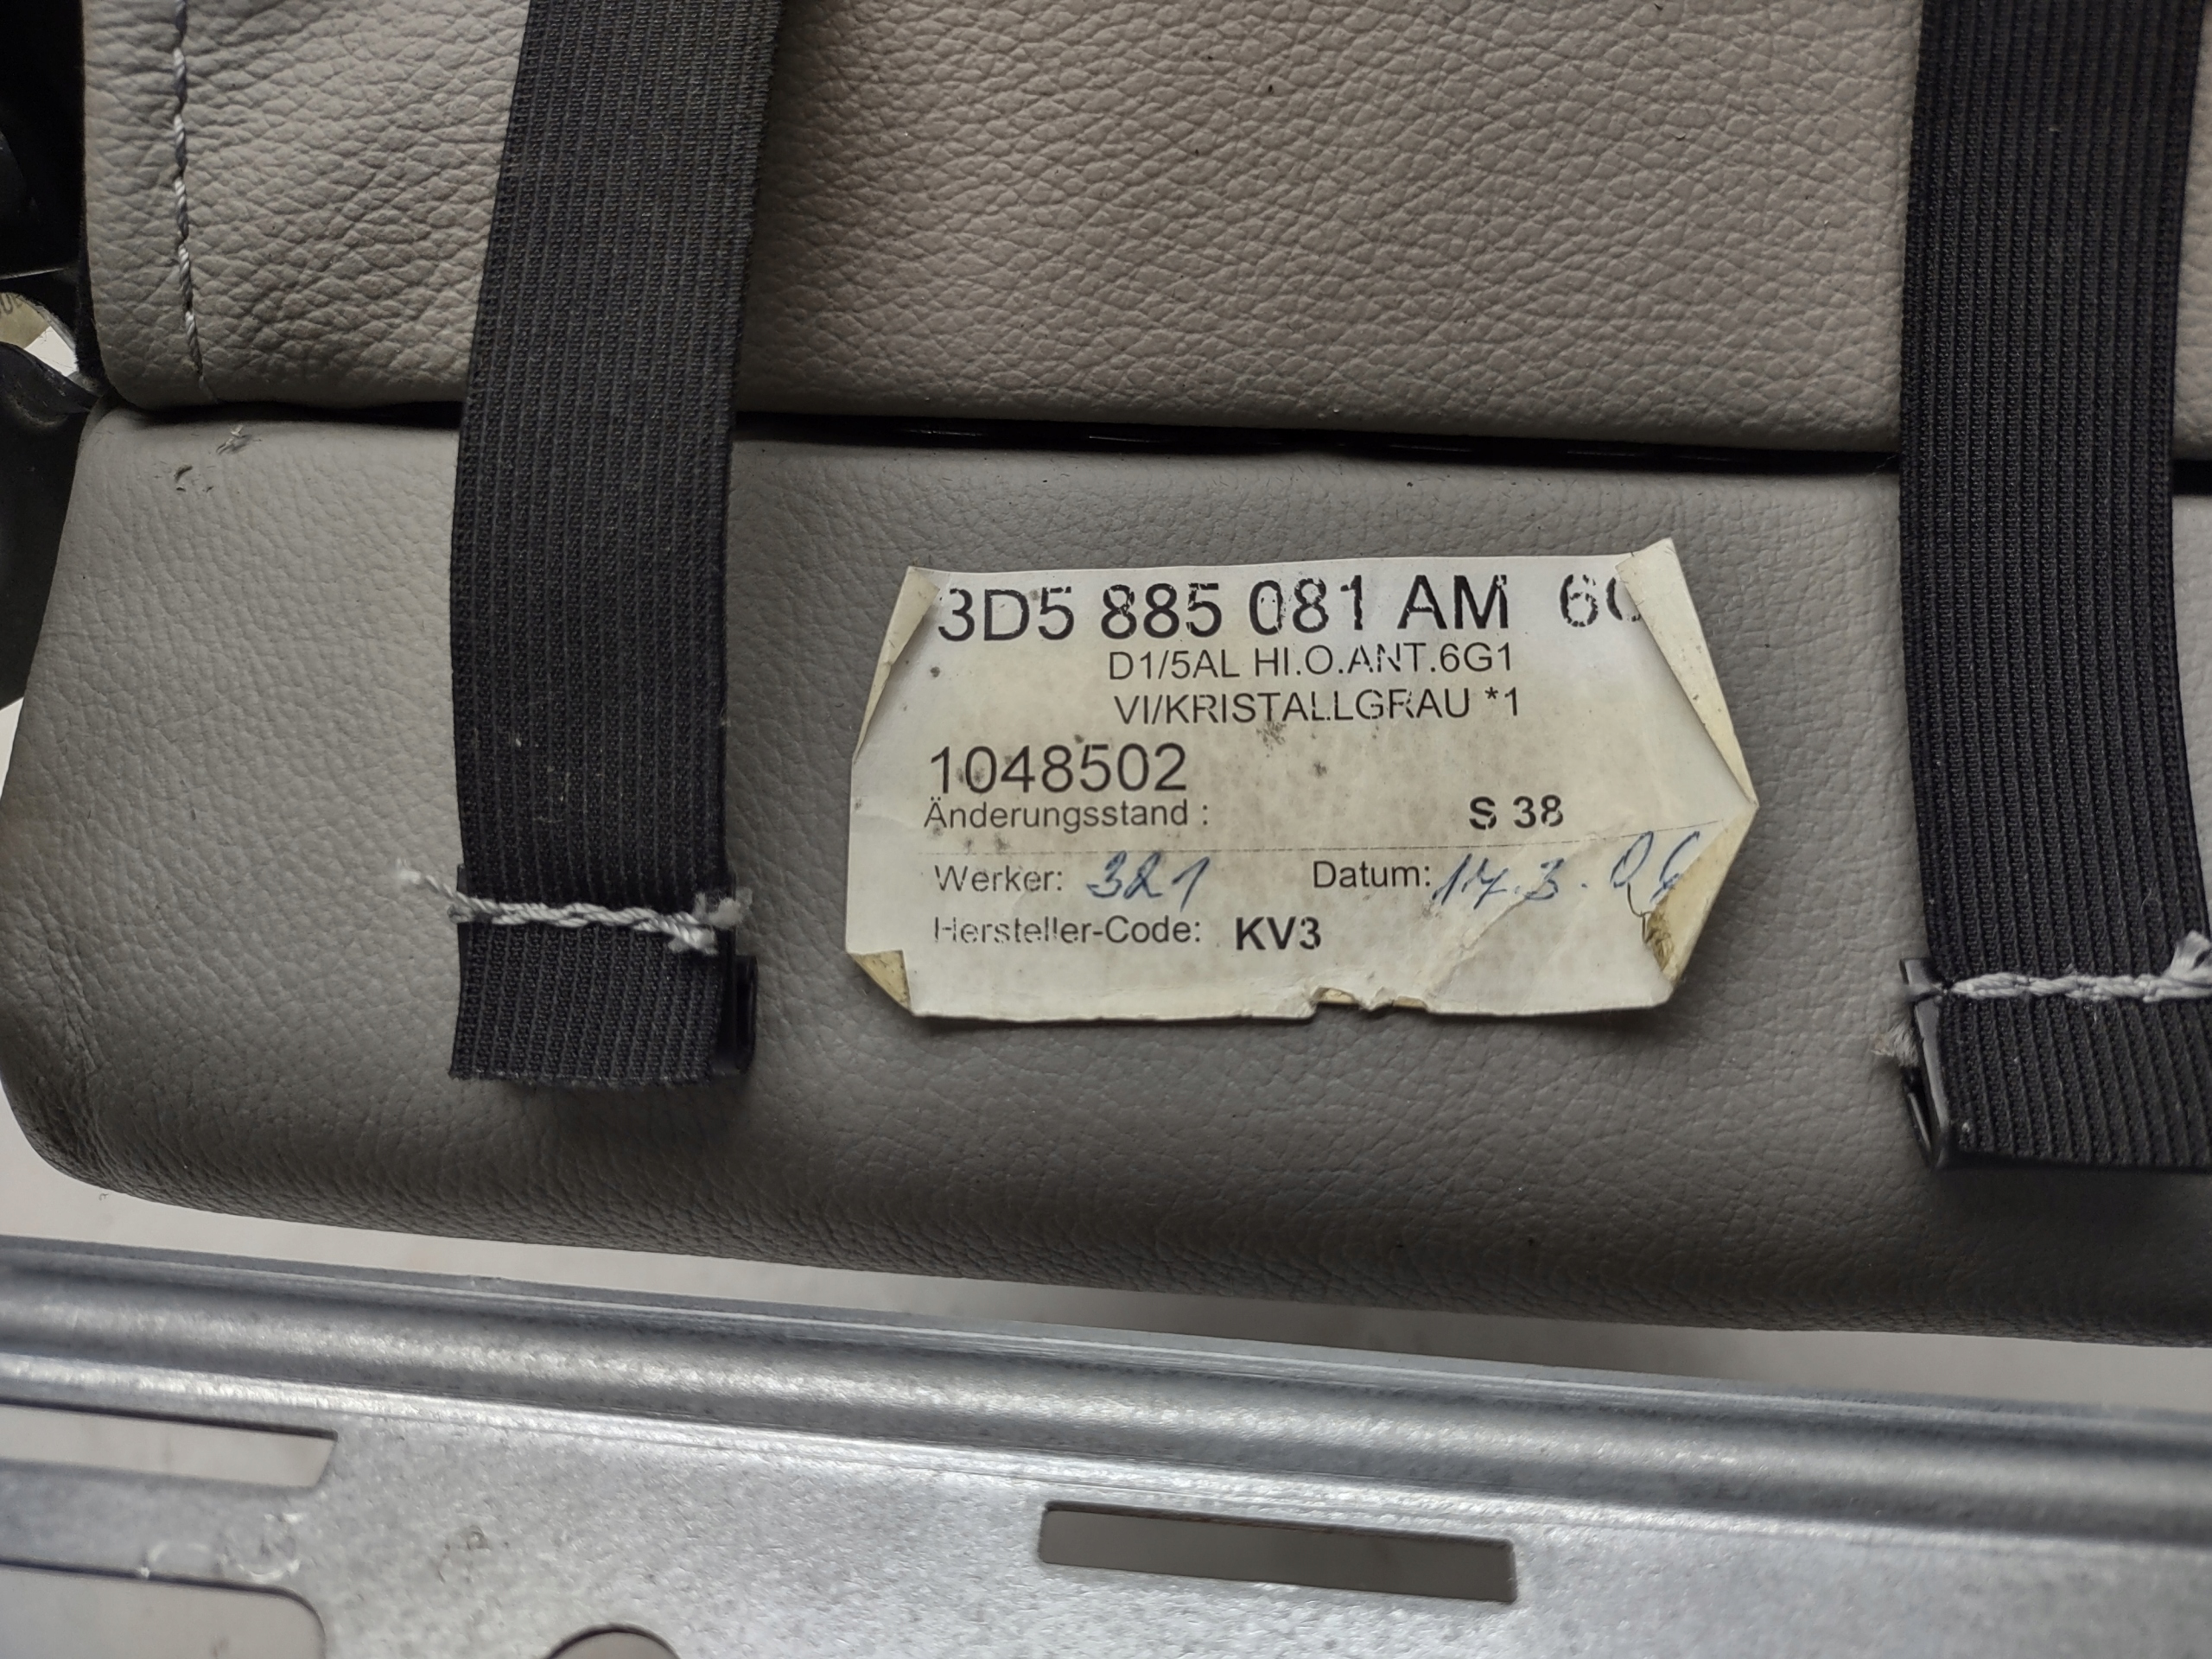 3D5 885 081 AM
D1/5AL HI.O.ANT.6G1
VI/KRISTALLGRAU *1
1048502
Änderungsstand : S 38
Werker: 321 Datum:
Hersteller-Code: KV3